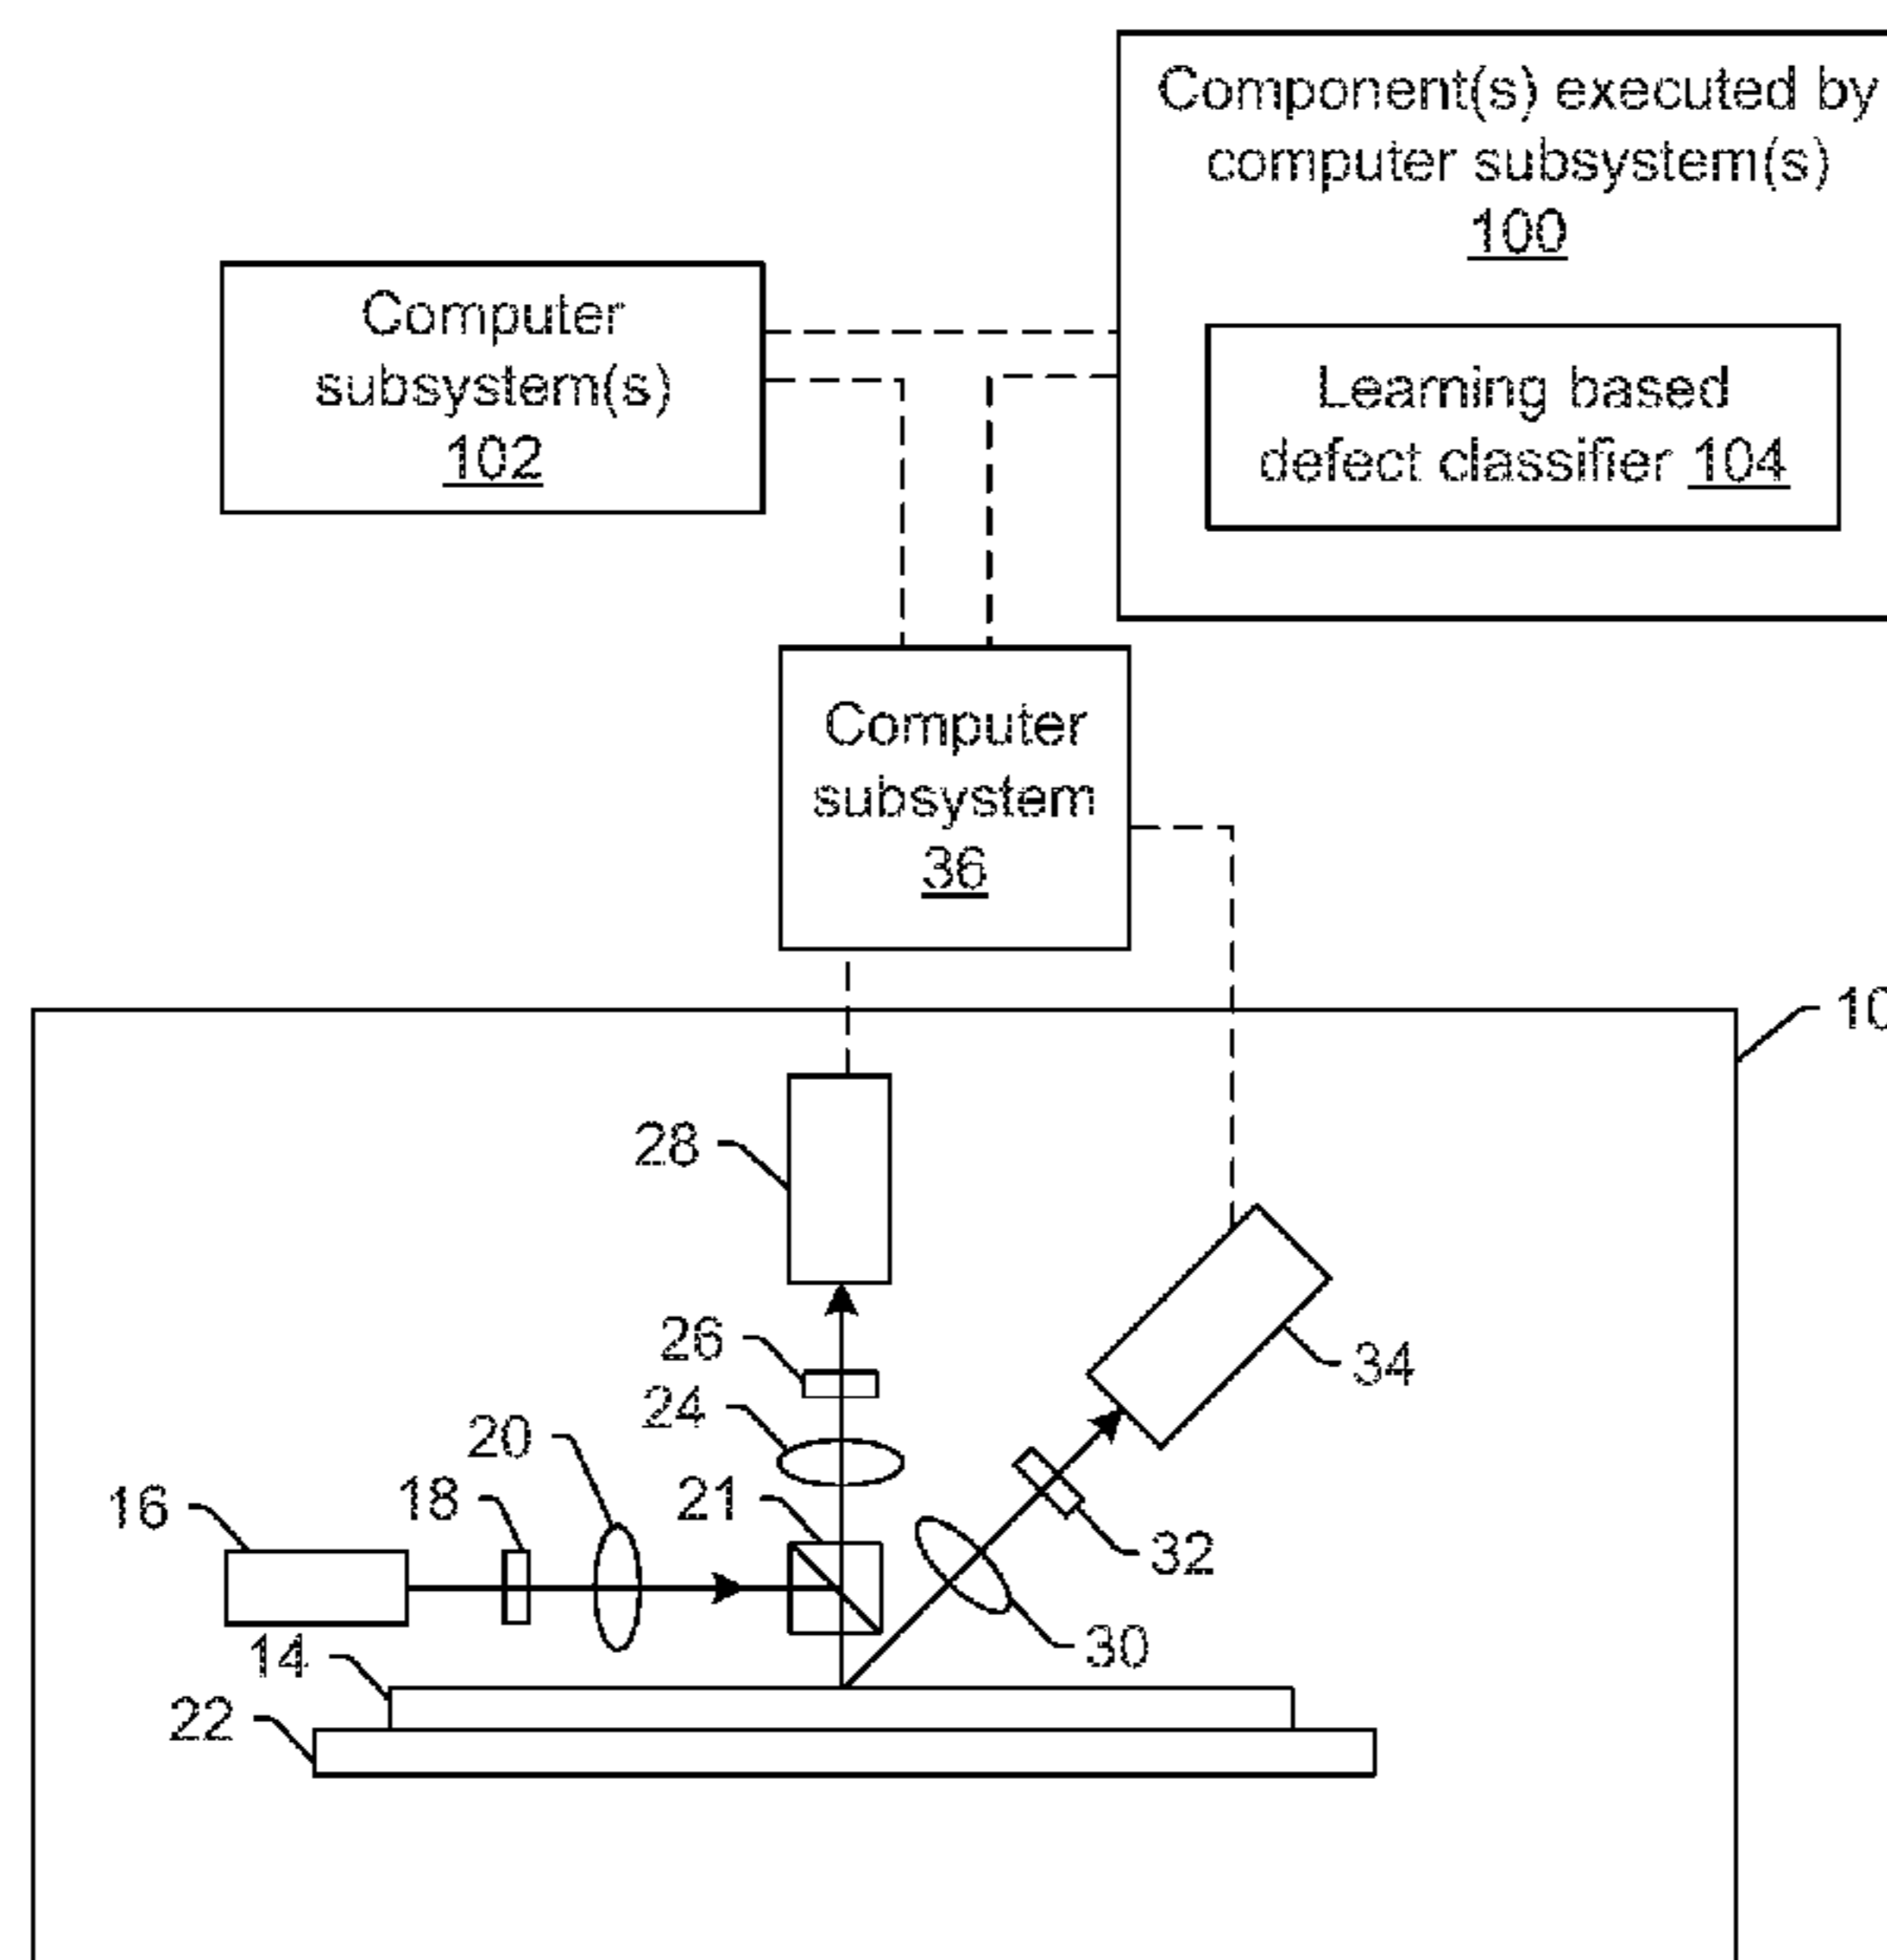 Component(s) executed by
computer subsystem(s)
100
Computer
subsystem(s)
102
Learning based
defect classifier 104
Computer
subsystem
36
10
28
26
34
24
20
21
18
16
32
30
14
22